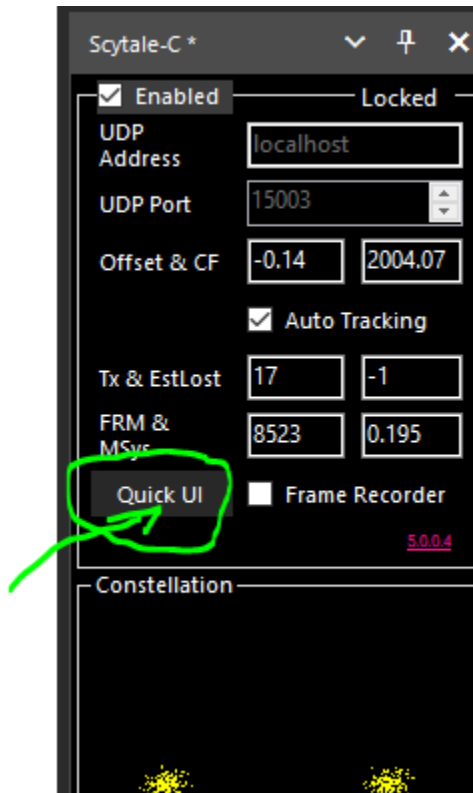 Scytale-C *
Enabled Locked
UDP
Address localhost
UDP Port 15003
Offset & CF -0.14 2004.07
Auto Tracking
Tx & EstLost 17 -1
FRM &
MSys 8523 0.195
Quick UI Frame Recorder
5.0.0.4
Constellation